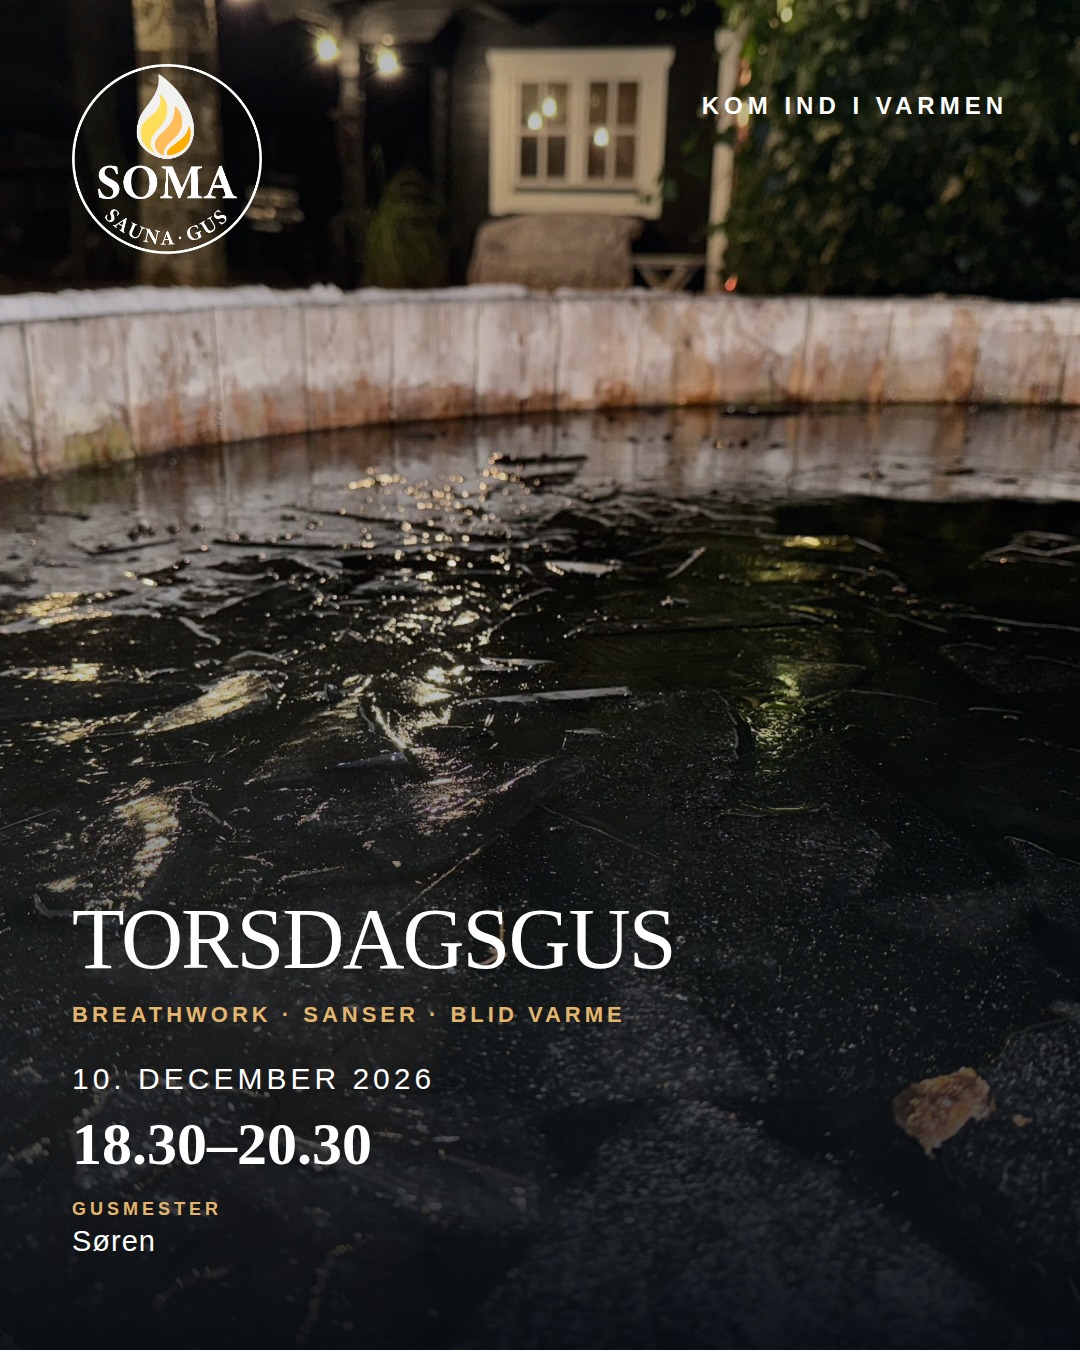 SOMA
SAUNA · GUS
KOM IND I VARMEN
TORSDAGSGUS
BREATHWORK · SANSER · BLID VARME
10. DECEMBER 2026
18.30–20.30
GUSMESTER
Søren